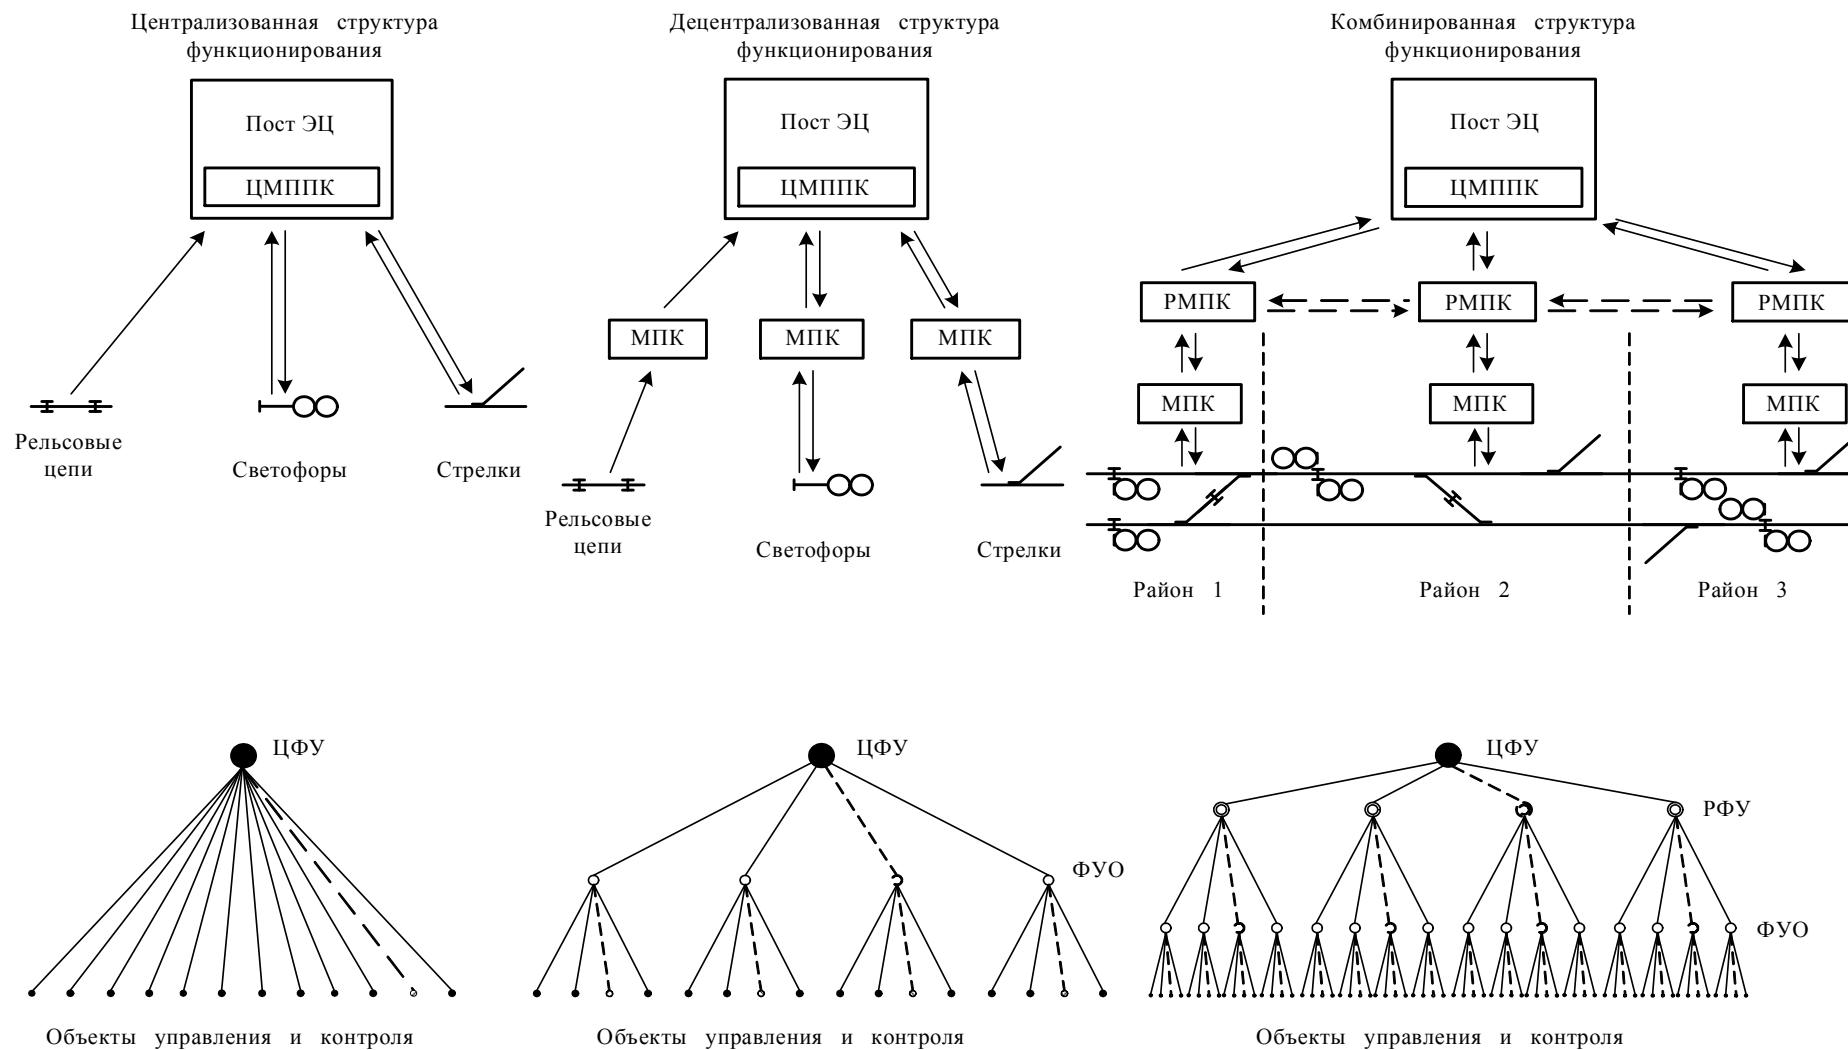 Централизованная структура
функционирования
Пост ЭЦ
ЦМППК
Рельсовые
цепи
Светофоры
Стрелки
Децентрализованная структура
функционирования
Пост ЭЦ
ЦМППК
МПК
МПК
МПК
Рельсовые
цепи
Светофоры
Стрелки
Комбинированная структура
функционирования
Пост ЭЦ
ЦМППК
РМПК
РМПК
РМПК
МПК
МПК
МПК
Район 1
Район 2
Район 3
ЦФУ
Объекты управления и контроля
ЦФУ
ФУО
Объекты управления и контроля
ЦФУ
РФУ
ФУО
Объекты управления и контроля